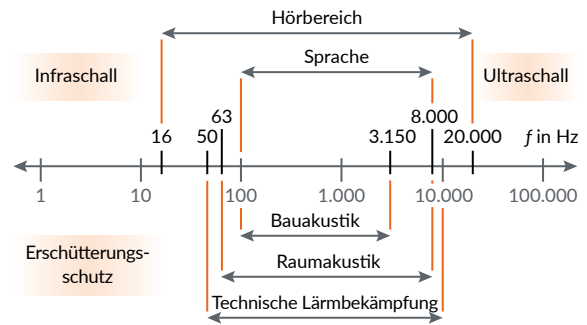 Hörbereich
Infraschall
Sprache
Ultraschall
63
8.000
16
50
3.150
20.000
f in Hz
1
10
100
1.000
10.000
100.000
Bauakustik
Erschütterungs-
schutz
Raumakustik
Technische Lärmbekämpfung